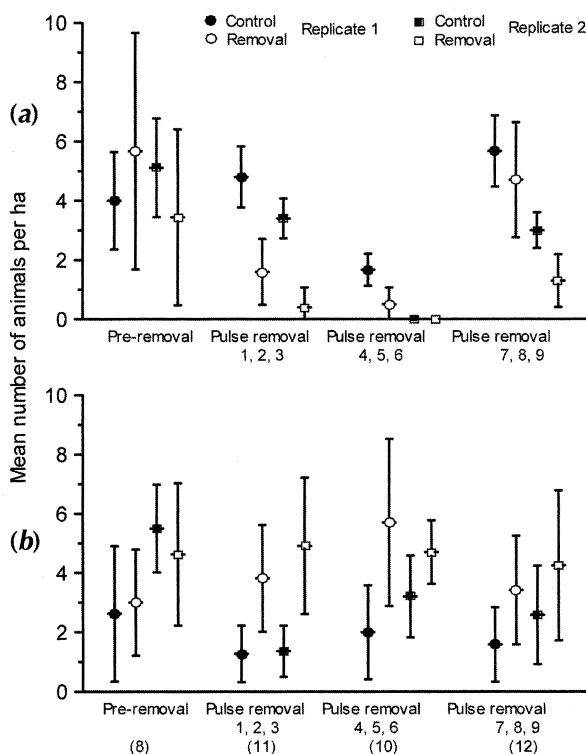 Control Replicate 1 Control Replicate 2
Removal Removal
(a)
10
8
6
4
2
0
Pre-removal Pulse removal Pulse removal Pulse removal
1, 2, 3 4, 5, 6 7, 8, 9
Mean number of animals per ha
(b)
10
8
6
4
2
0
Pre-removal Pulse removal Pulse removal Pulse removal
1, 2, 3 4, 5, 6 7, 8, 9
(8) (11) (10) (12)